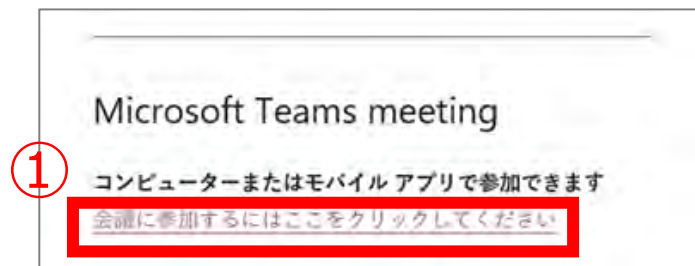 Microsoft Teams meeting
①
コンピューターまたはモバイル アプリで参加できます
会議に参加するにはここをクリックしてください